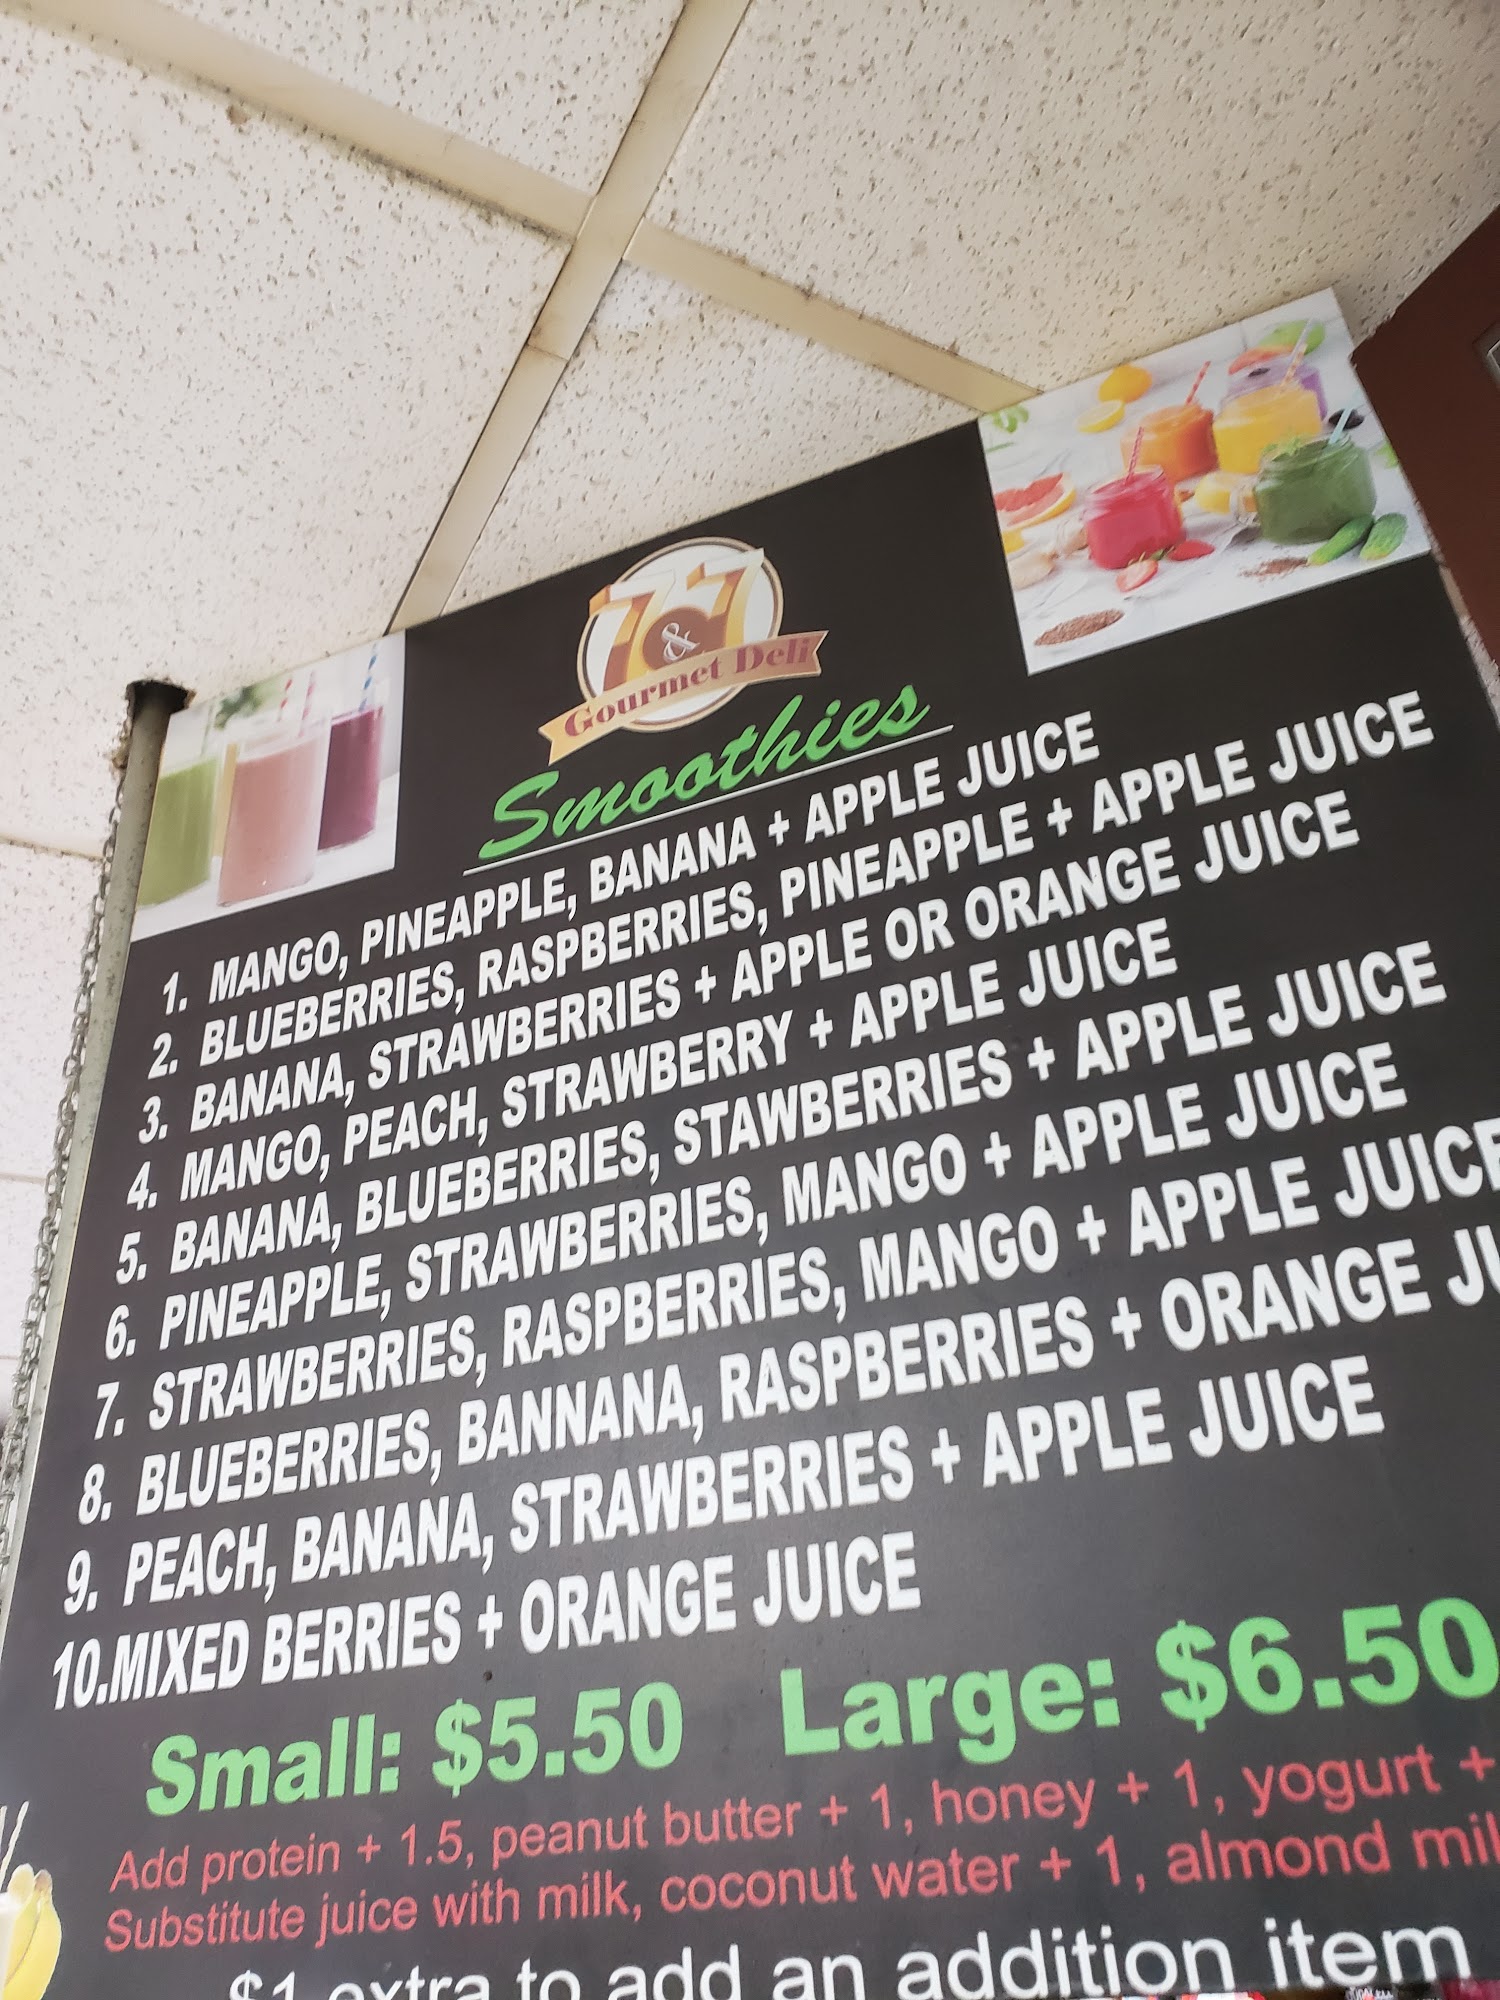 7 & 7
Gourmet Deli
Smoothies
1. MANGO, PINEAPPLE, BANANA + APPLE JUICE
2. BLUEBERRIES, RASPBERRIES, PINEAPPLE + APPLE JUICE
3. BANANA, STRAWBERRIES + APPLE OR ORANGE JUICE
4. MANGO, PEACH, STRAWBERRY + APPLE JUICE
5. BANANA, BLUEBERRIES, STAWBERRIES + APPLE JUICE
6. PINEAPPLE, STRAWBERRIES, MANGO + APPLE JUICE
7. STRAWBERRIES, RASPBERRIES, MANGO + APPLE JUICE
8. BLUEBERRIES, BANNANA, RASPBERRIES + ORANGE JU
9. PEACH, BANANA, STRAWBERRIES + APPLE JUICE
10.MIXED BERRIES + ORANGE JUICE
Small: $5.50 Large: $6.50
Add protein + 1.5, peanut butter + 1, honey + 1, yogurt +
Substitute juice with milk, coconut water + 1, almond mil
$1 extra to add an addition item